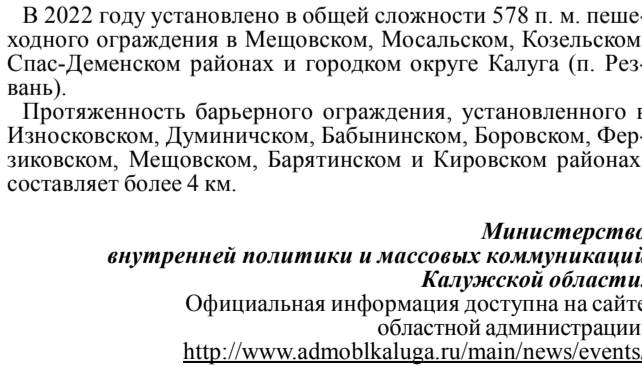 В 2022 году установлено в общей сложности 578 п. м. пеше-
ходного ограждения в Мещовском, Мосальском, Козельском
Спас-Деменском районах и городком округе Калуга (п. Рез-
вань).
Протяженность барьерного ограждения, установленного в
Износковском, Думиничском, Бабынинском, Боровском, Фер-
зиковском, Мещовском, Барятинском и Кировском районах
составляет более 4 км.
Министерство
внутренней политики и массовых коммуникаций
Калужской области
Официальная информация доступна на сайте
областной администрации
http://www.admoblkaluga.ru/main/news/events/